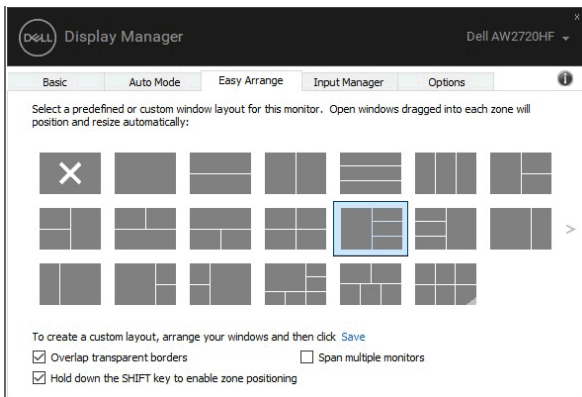 DELL Display Manager Dell AW2720HF
Basic Auto Mode Easy Arrange Input Manager Options
Select a predefined or custom window layout for this monitor. Open windows dragged into each zone will
position and resize automatically:
To create a custom layout, arrange your windows and then click Save
Overlap transparent borders Span multiple monitors
Hold down the SHIFT key to enable zone positioning